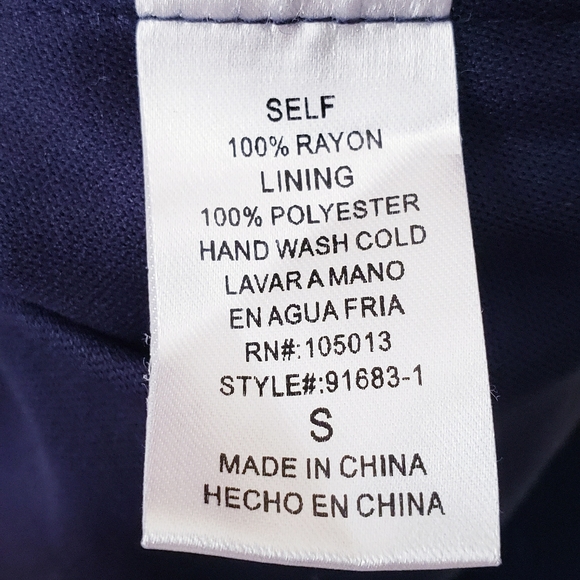 SELF
100% RAYON
LINING
100% POLYESTER
HAND WASH COLD
LAVAR A MANO
EN AGUA FRIA
RN#:105013
STYLE#:91683-1
S
MADE IN CHINA
HECHO EN CHINA